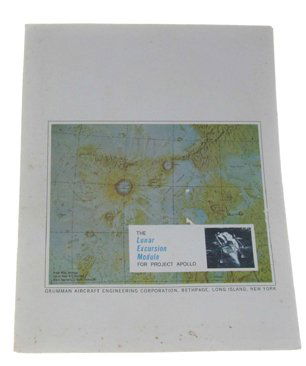 THE
Lunar
Excursion
Module
FOR PROJECT APOLLO
GRUMMAN AIRCRAFT ENGINEERING CORPORATION, BETHPAGE, LONG ISLAND, NEW YORK